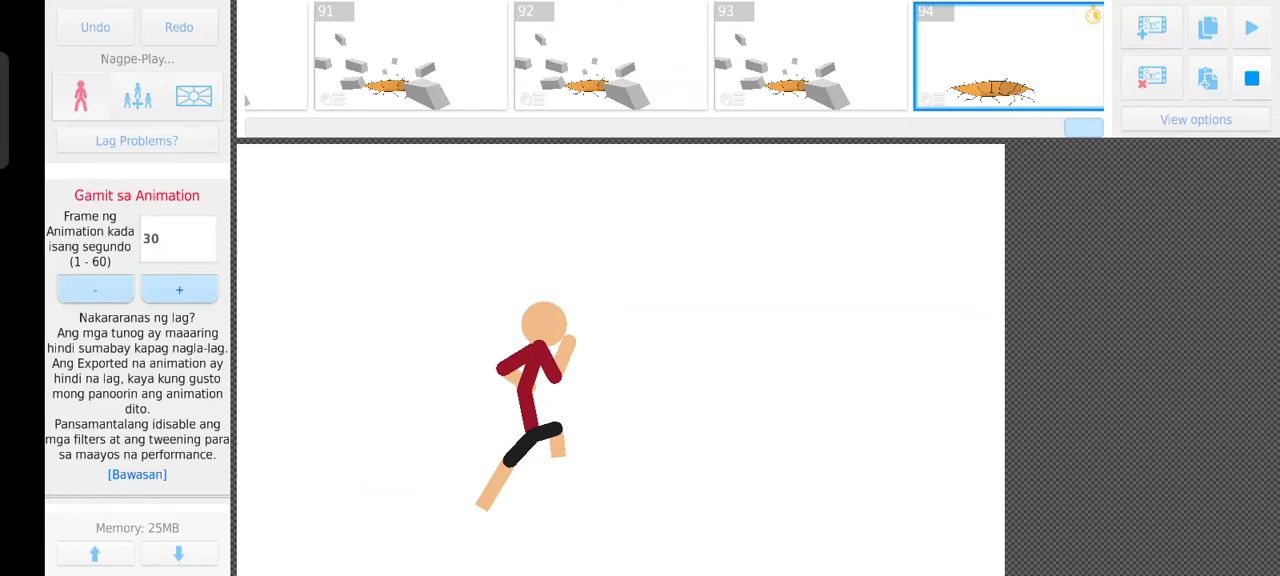 Undo
Redo
Nagpe-Play...
Lag Problems?
Gamit sa Animation
Frame ng
Animation kada
isang segundo
(1 - 60)
30
-
+
Nakararanas ng lag?
Ang mga tunog ay maaaring
hindi sumabay kapag nagla-lag.
Ang Exported na animation ay
hindi na lag, kaya kung gusto
mong panoorin ang animation
dito.
Pansamantalang idisable ang
mga filters at ang tweening para
sa maayos na performance.
[Bawasan]
Memory: 25MB
91
92
93
94
View options